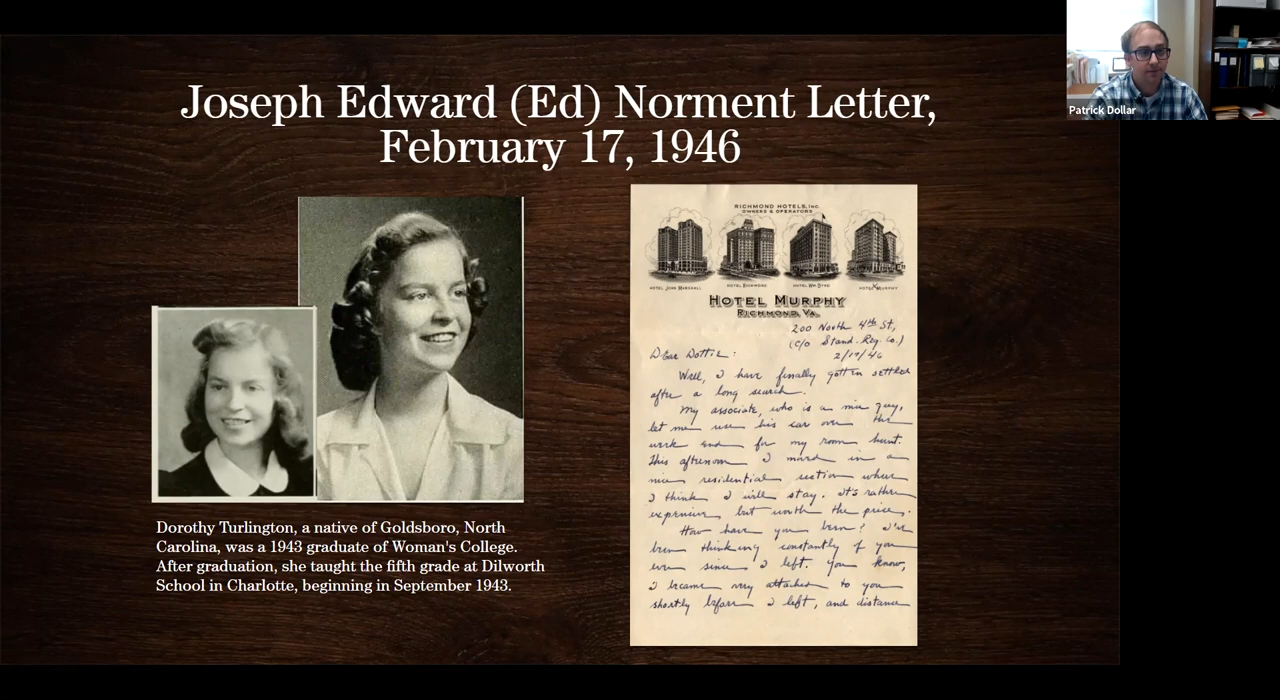 Joseph Edward (Ed) Norment Letter,
February 17, 1946
Patrick Dollar
Dorothy Turlington, a native of Goldsboro, North
Carolina, was a 1943 graduate of Woman's College.
After graduation, she taught the fifth grade at Dilworth
School in Charlotte, beginning in September 1943.
RICHMOND HOTELS, INC.
OWNERS & OPERATORS
HOTEL JOHN MARSHALL
HOTEL RICHMOND
HOTEL WM BYRD
HOTEL MURPHY
HOTEL MURPHY
RICHMOND, VA.
200 North 4th St,
(c/o Stand. Reg. Co.)
2/17/46
Dear Dottie:
Well, I have finally gotten settled
after a long search.
My associate, who is a nice guy,
let me use his car over the
week end for my room hunt.
This afternoon I moved in a
nice residential section where
I think I will stay. It's rather
expensive but worth the price.
How have you been? I've
been thinking constantly of you
ever since I left. You know,
I became very attached to you
shortly before I left, and distance